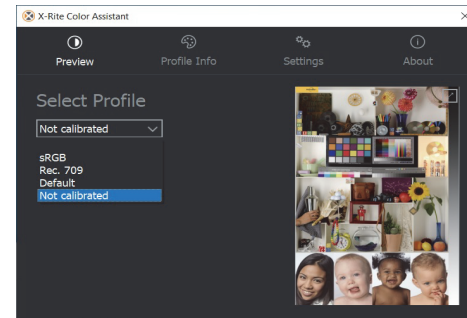 X-Rite Color Assistant
Preview
Profile Info
Settings
About
Select Profile
Not calibrated
sRGB
Rec. 709
Default
Not calibrated